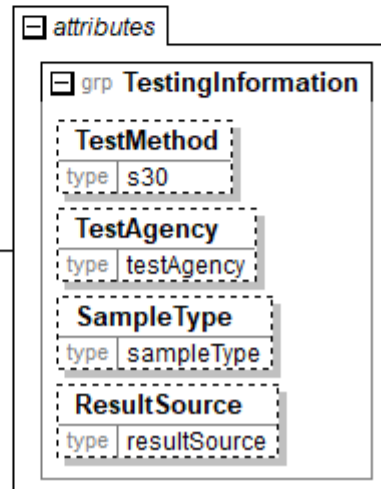 attributes
grp TestingInformation
TestMethod
type s30
TestAgency
type testAgency
SampleType
type sampleType
ResultSource
type resultSource